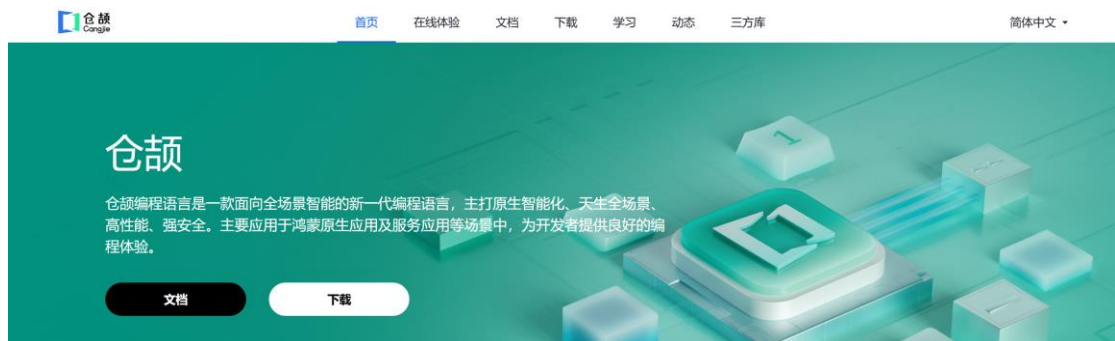 仓颉
Cangjie
首页 在线体验 文档 下载 学习 动态 三方库 简体中文
仓颉
仓颉编程语言是一款面向全场景智能的新一代编程语言，主打原生智能化、天生全场景、
高性能、强安全。主要应用于鸿蒙原生应用及服务应用等场景中，为开发者提供良好的编
程体验。
文档 下载
1